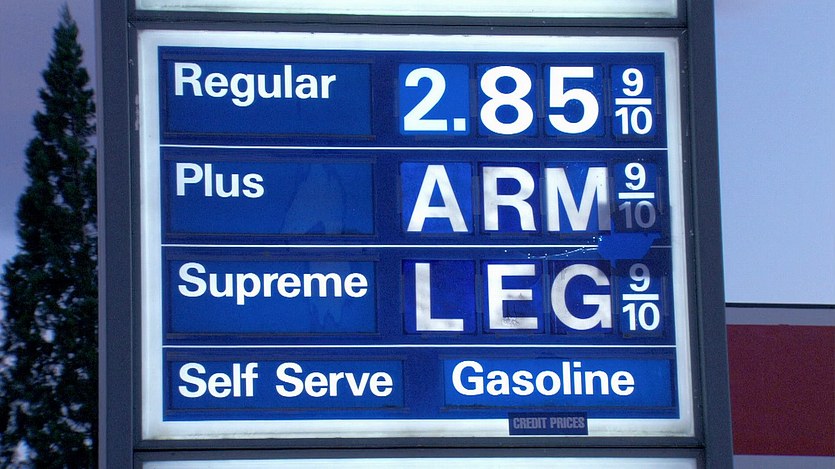 Regular 2.85 9/10
Plus ARM 9/10
Supreme LEG 9/10
Self Serve Gasoline
CREDIT PRICES